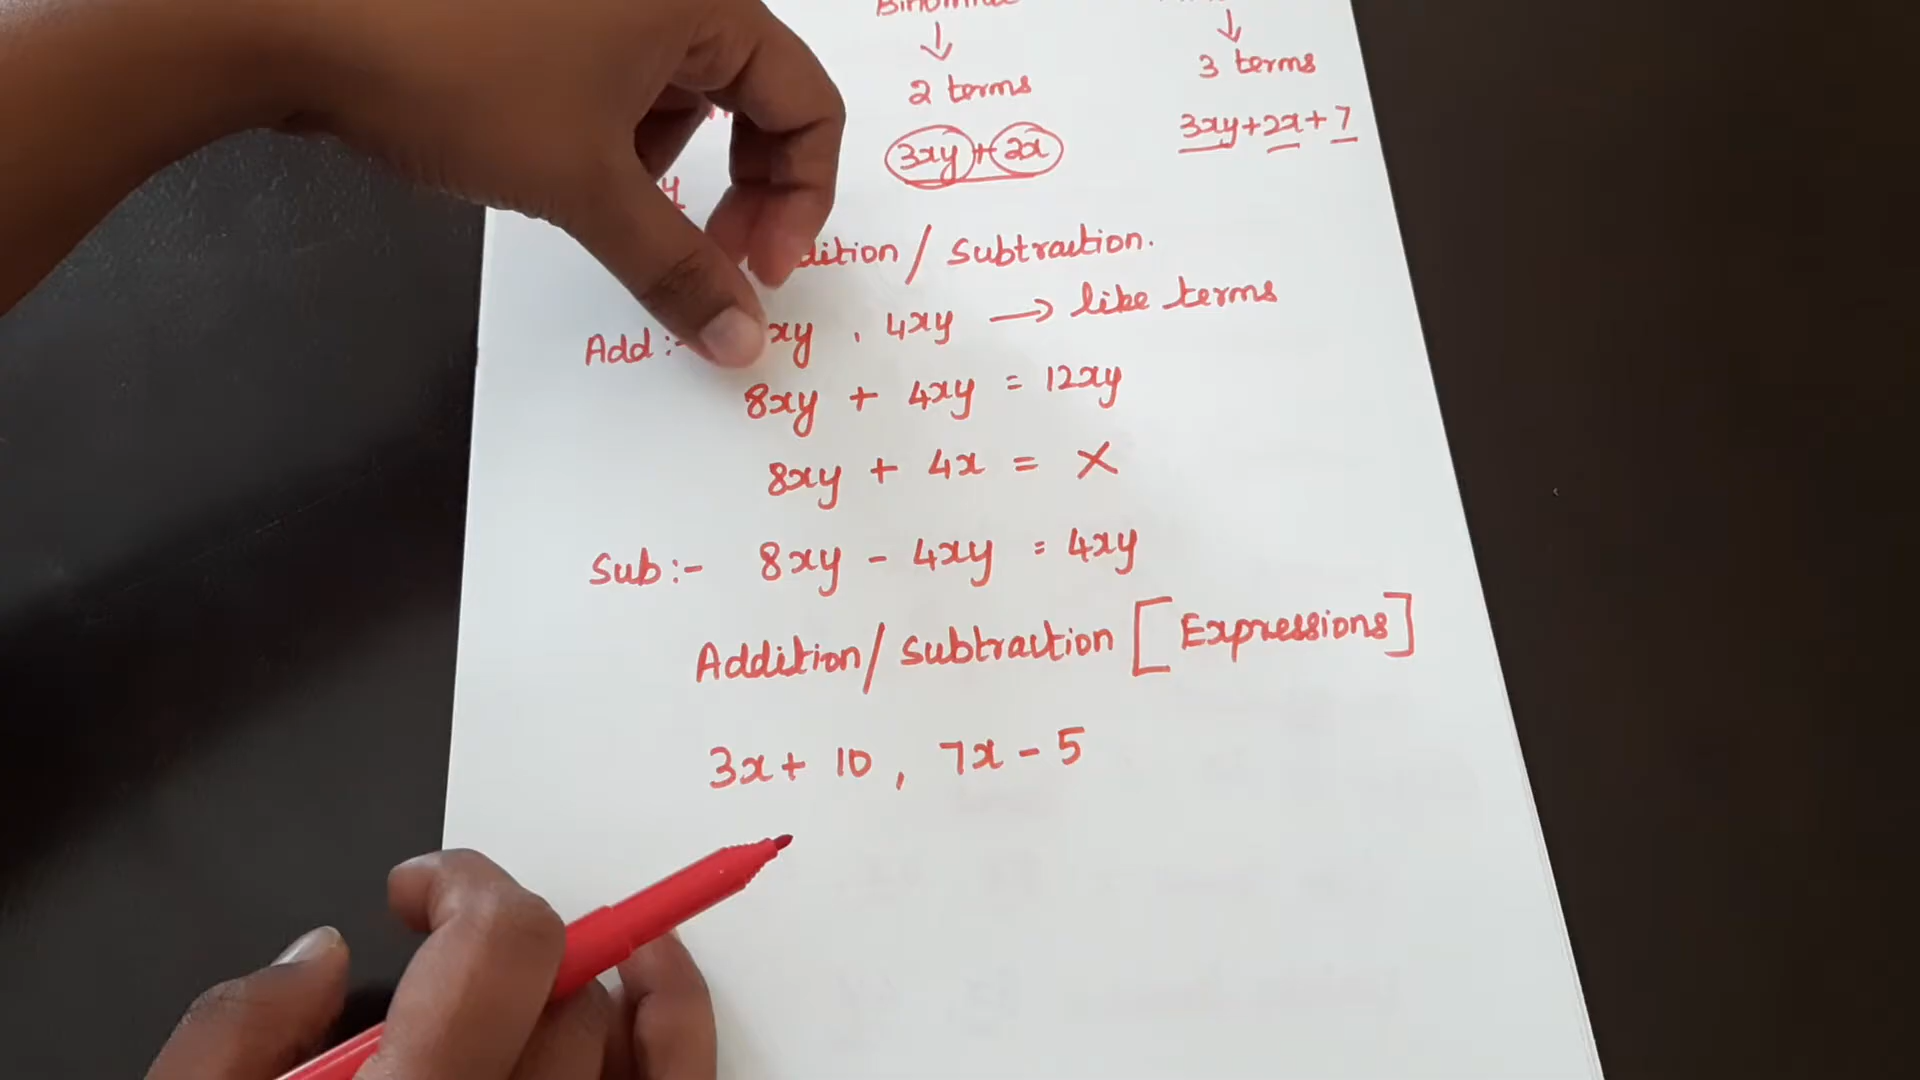 2 terms
3 terms
3xy+2x
3xy+2x+7
/ Subtraction.
Add:- xy , 4xy → like terms
8xy + 4xy = 12xy
8xy + 4x = ×
Sub:- 8xy - 4xy = 4xy
Addition/Subtraction [Expressions]
3x + 10, 7x - 5